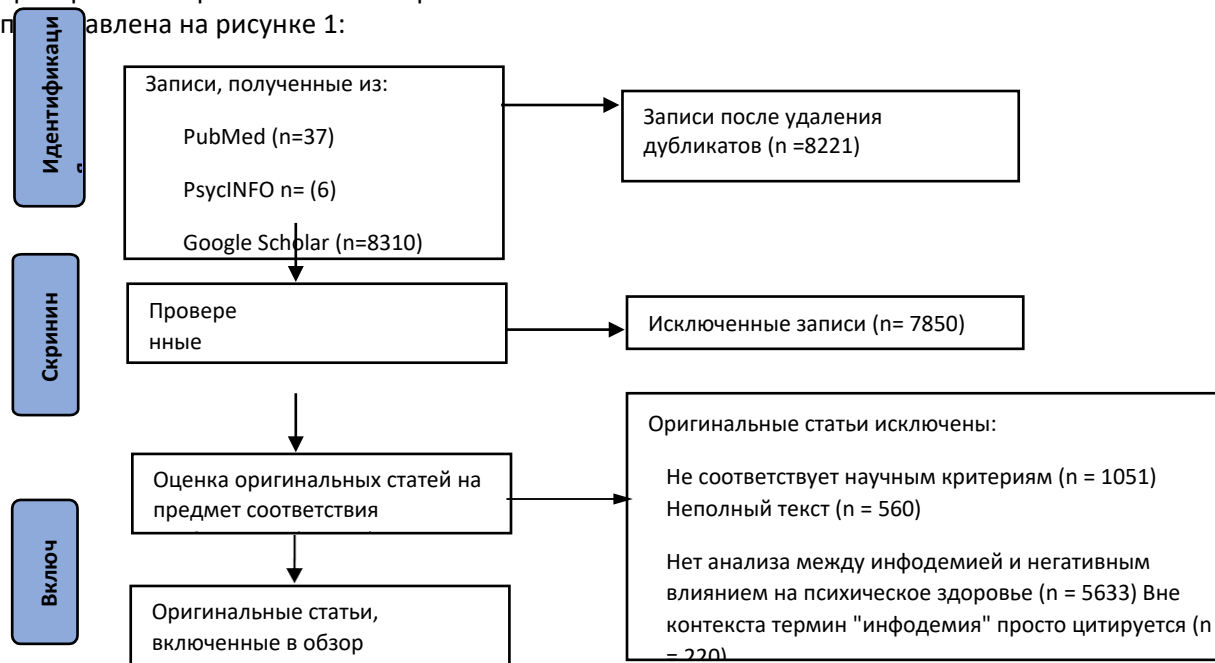 п авлена на рисунке 1:
Идентификаци
Записи, полученные из:
PubMed (n=37)
PsycINFO n= (6)
Google Scholar (n=8310)
Записи после удаления
дубликатов (n =8221)
Скринин
Провере
нные
Исключенные записи (n= 7850)
Включ
Оценка оригинальных статей на
предмет соответствия
Оригинальные статьи исключены:
Не соответствует научным критериям (n = 1051)
Неполный текст (n = 560)
Нет анализа между инфодемией и негативным
влиянием на психическое здоровье (n = 5633) Вне
контекста термин "инфодемия" просто цитируется (n
= 220)
Оригинальные статьи,
включенные в обзор